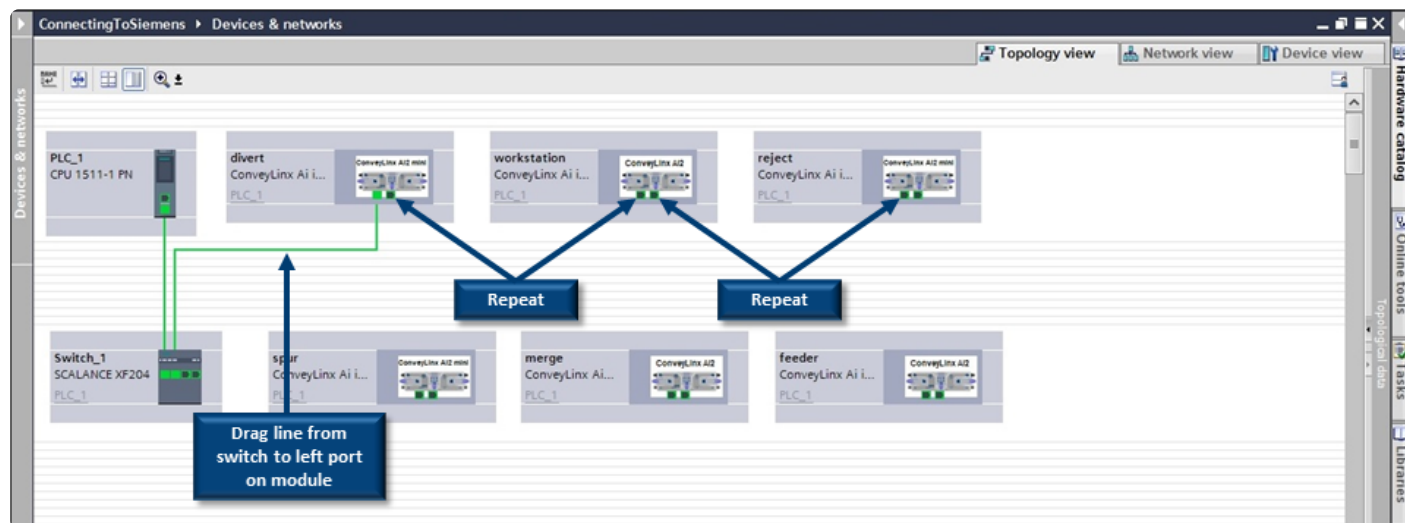 ConnectingToSiemens ▸ Devices & networks
Topology view
Network view
Device view
Devices & networks
PLC_1
CPU 1511-1 PN
divert
ConveyLinx Ai i...
PLC_1
ConveyLinx AI2 mini
workstation
ConveyLinx Ai i...
PLC_1
ConveyLinx AI2
reject
ConveyLinx Ai i...
PLC_1
ConveyLinx AI2 mini
Repeat
Repeat
Switch_1
SCALANCE XF204
PLC_1
spur
ConveyLinx Ai i...
PLC_1
ConveyLinx AI2 mini
merge
ConveyLinx Ai...
PLC_1
ConveyLinx AI2
feeder
ConveyLinx Ai i...
PLC_1
ConveyLinx AI2
Drag line from
switch to left port
on module
Topological data
Hardware catalog
Online tools
Tasks
Libraries